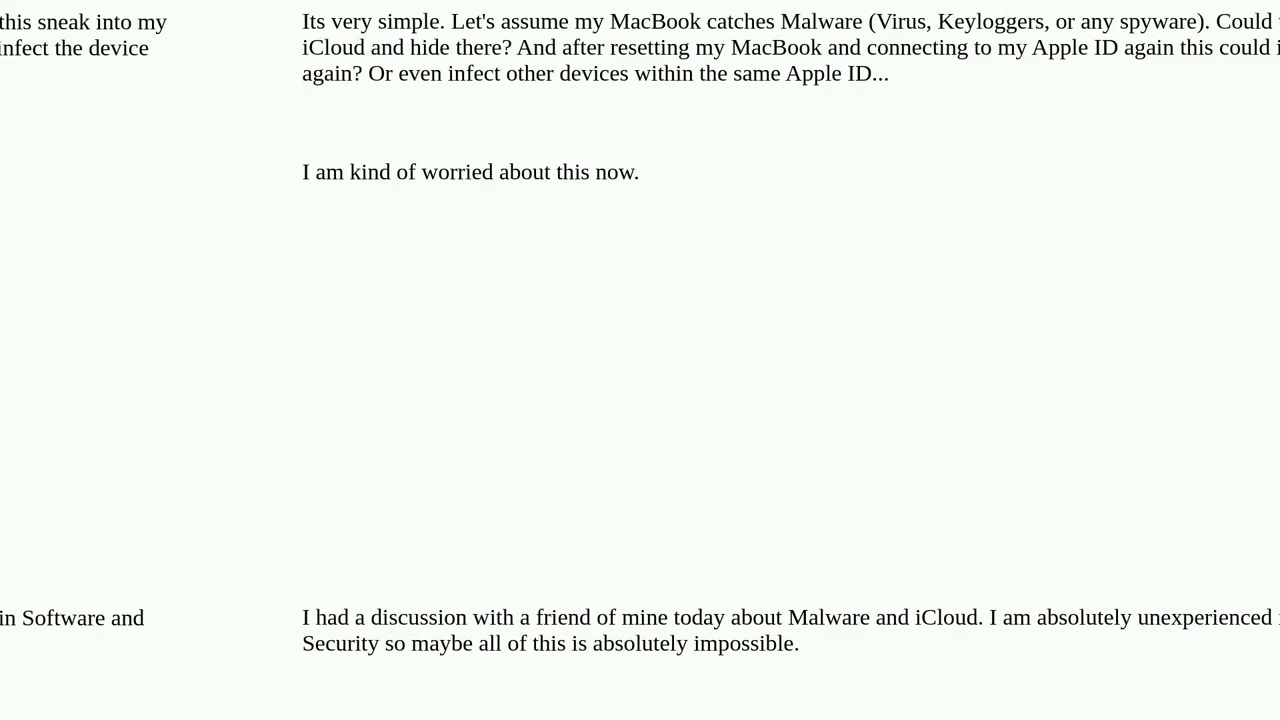 this sneak into my
infect the device
Its very simple. Let's assume my MacBook catches Malware (Virus, Keyloggers, or any spyware). Could
iCloud and hide there? And after resetting my MacBook and connecting to my Apple ID again this could
again? Or even infect other devices within the same Apple ID...
I am kind of worried about this now.
in Software and
I had a discussion with a friend of mine today about Malware and iCloud. I am absolutely unexperienced
Security so maybe all of this is absolutely impossible.